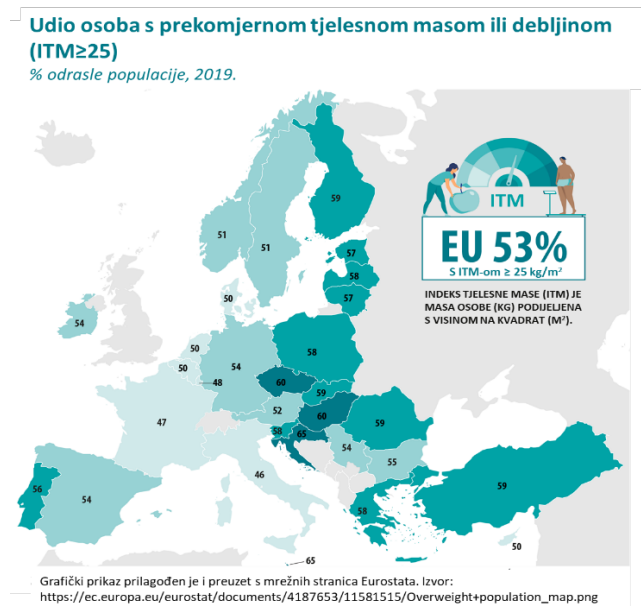 Udio osoba s prekomjernom tjelesnom masom ili debljinom
(ITM≥25)
% odrasle populacije, 2019.
ITM
EU 53%
S ITM-om ≥ 25 kg/m²
INDEKS TJELESNE MASE (ITM) JE
MASA OSOBE (KG) PODIJELJENA
S VISINOM NA KVADRAT (M²).
59
51
51
57
58
57
50
54
50
50
48
54
58
60
59
52
60
47
58
65
59
54
55
46
56
54
58
59
50
65
Grafički prikaz prilagođen je i preuzet s mrežnih stranica Eurostata. Izvor:
https://ec.europa.eu/eurostat/documents/4187653/11581515/Overweight+population_map.png